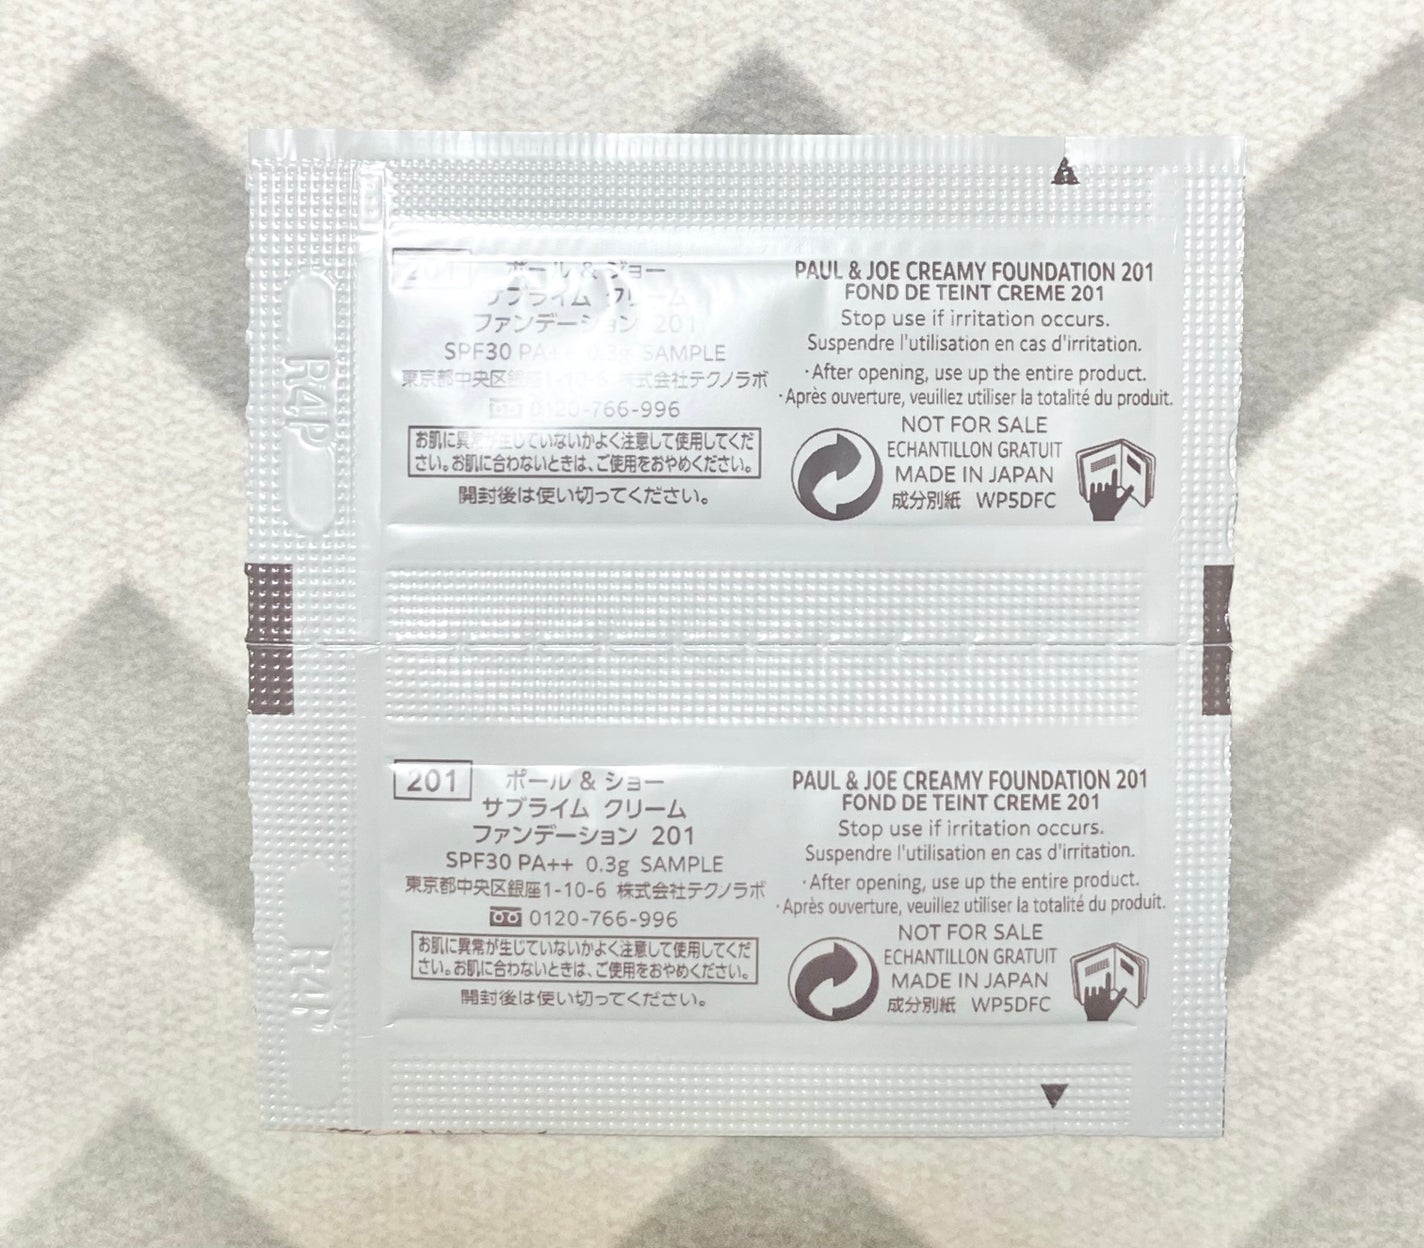 201
ポール & ジョー
サブライム クリーム
ファンデーション 201
SPF30 PA++ 0.3g SAMPLE
東京都中央区銀座1-10-6 株式会社テクノラボ
0120-766-996
お肌に異常が生じていないかよく注意して使用してくだ
さい。お肌に合わないときは、ご使用をおやめください。
開封後は使い切ってください。
PAUL & JOE CREAMY FOUNDATION 201
FOND DE TEINT CREME 201
Stop use if irritation occurs.
Suspendre l'utilisation en cas d'irritation.
・After opening, use up the entire product.
・Après ouverture, veuillez utiliser la totalité du produit.
NOT FOR SALE
ECHANTILLON GRATUIT
MADE IN JAPAN
成分別紙 WP5DFC
R4P
201
ポール & ジョー
サブライム クリーム
ファンデーション 201
SPF30 PA++ 0.3g SAMPLE
東京都中央区銀座1-10-6 株式会社テクノラボ
0120-766-996
お肌に異常が生じていないかよく注意して使用してくだ
さい。お肌に合わないときは、ご使用をおやめください。
開封後は使い切ってください。
PAUL & JOE CREAMY FOUNDATION 201
FOND DE TEINT CREME 201
Stop use if irritation occurs.
Suspendre l'utilisation en cas d'irritation.
・After opening, use up the entire product.
・Après ouverture, veuillez utiliser la totalité du produit.
NOT FOR SALE
ECHANTILLON GRATUIT
MADE IN JAPAN
成分別紙 WP5DFC